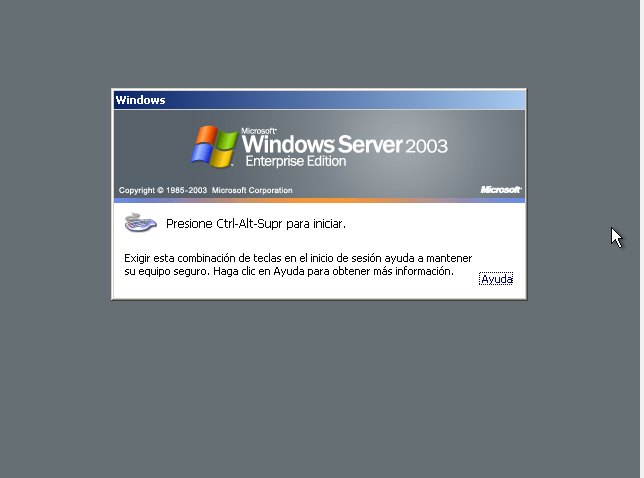 Windows
Microsoft
Windows Server 2003
Enterprise Edition
Copyright © 1985-2003 Microsoft Corporation
Microsoft
Presione Ctrl-Alt-Supr para iniciar.
Exigir esta combinación de teclas en el inicio de sesión ayuda a mantener
su equipo seguro. Haga clic en Ayuda para obtener más información.
Ayuda